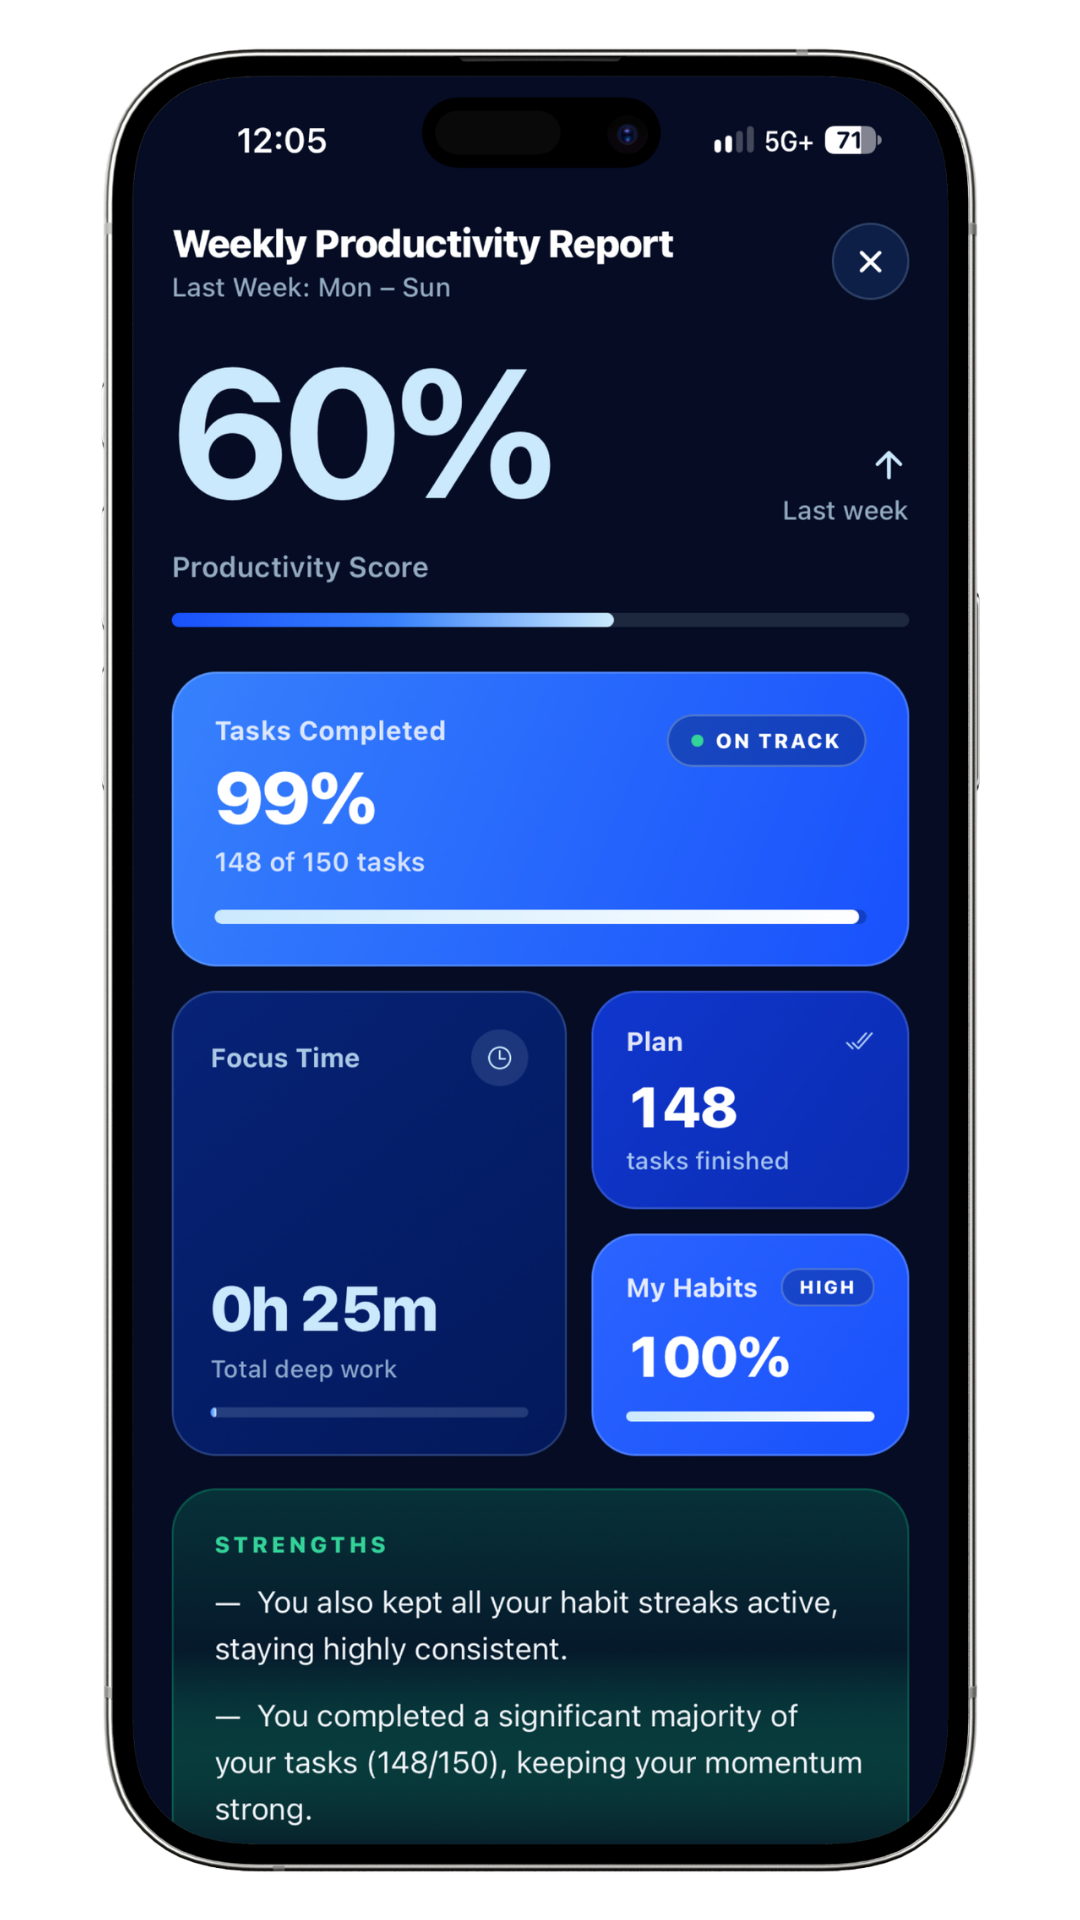 12:05
5G+ 71
Weekly Productivity Report
Last Week: Mon – Sun
60%
Last week
Productivity Score
Tasks Completed
ON TRACK
99%
148 of 150 tasks
Focus Time
0h 25m
Total deep work
Plan
148
tasks finished
My Habits
HIGH
100%
STRENGTHS
— You also kept all your habit streaks active,
staying highly consistent.
— You completed a significant majority of
your tasks (148/150), keeping your momentum
strong.